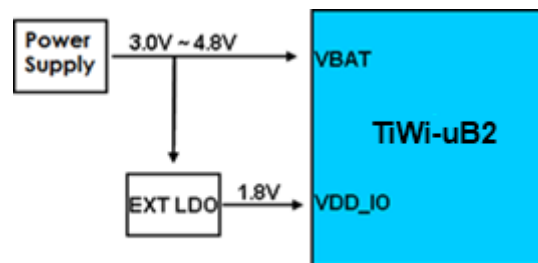 Power
Supply
3.0V ~ 4.8V
VBAT
TiWi-uB2
EXT LDO
1.8V
VDD_IO